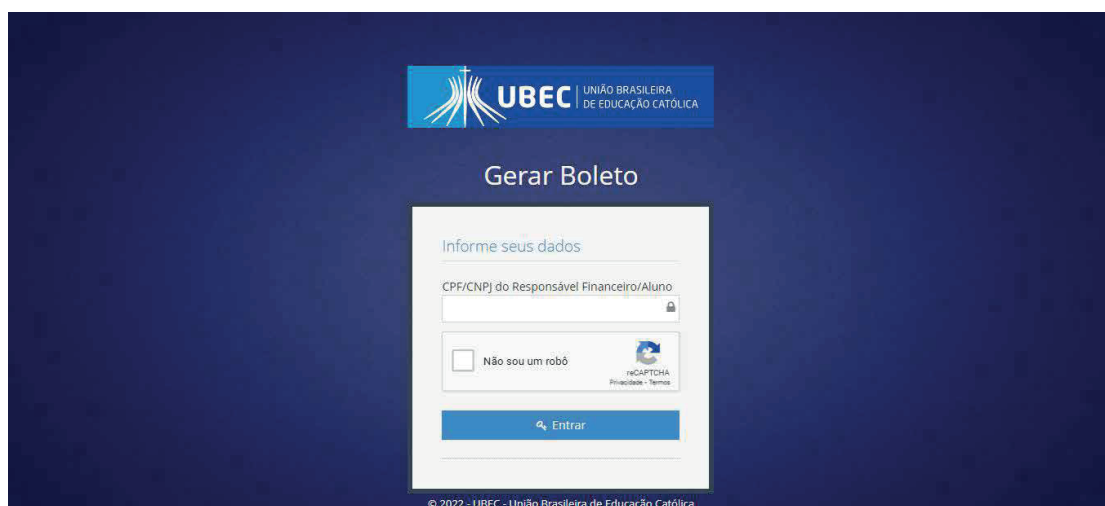 UBEC
UNIÃO BRASILEIRA
DE EDUCAÇÃO CATÓLICA
Gerar Boleto
Informe seus dados
CPF/CNPJ do Responsável Financeiro/Aluno
Não sou um robô
reCAPTCHA
Privacidade - Termos
Entrar
© 2022 - UBEC - União Brasileira de Educação Católica